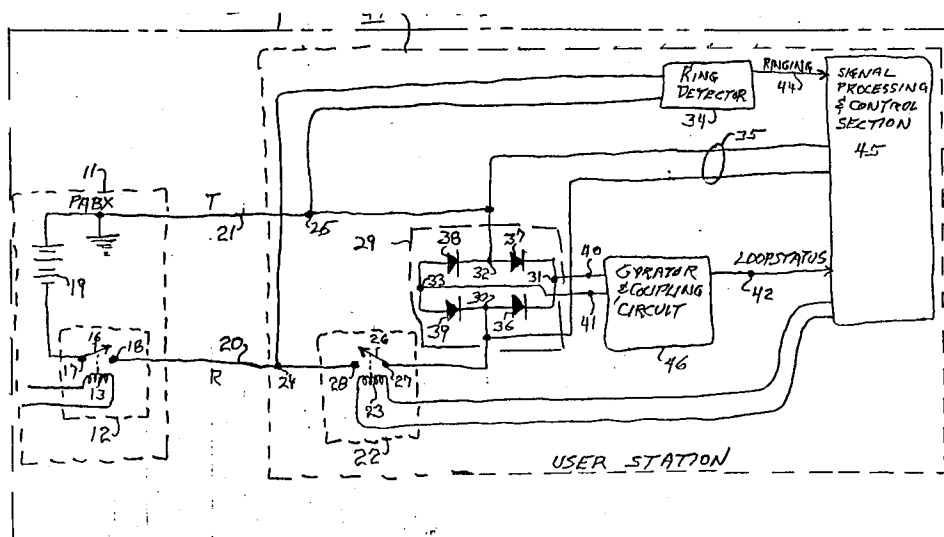 47
RING
DETECTOR
34
RINGING
44
SIGNAL
PROCESSING
& CONTROL
SECTION
45
35
11
PABX
T
21
25
29
38
37
32
40
31
33
30
39
36
41
GYRATOR
& COUPLING
CIRCUIT
46
LOOPSTATUS
42
19
16
17
18
13
12
20
R
24
26
28
27
23
22
USER STATION